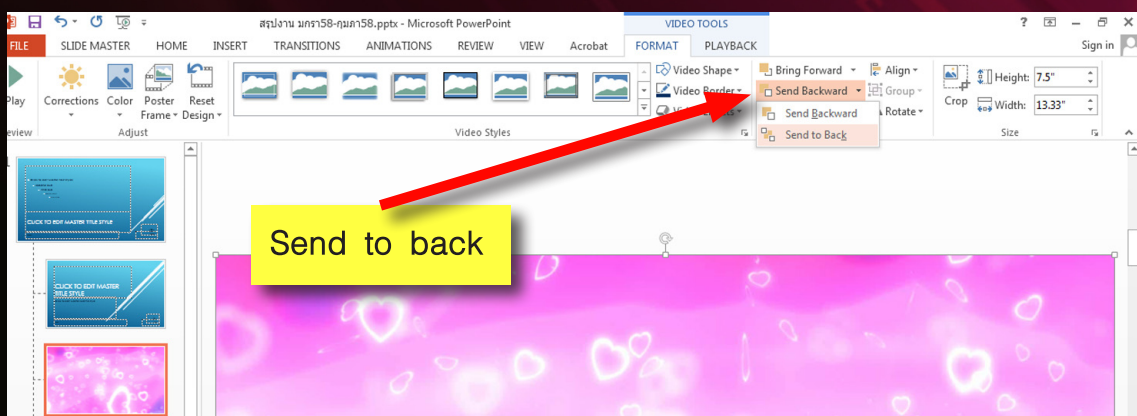 สรุปงาน มกรา58-กุมภา58.pptx - Microsoft PowerPoint
VIDEO TOOLS
FILE SLIDE MASTER HOME INSERT TRANSITIONS ANIMATIONS REVIEW VIEW Acrobat FORMAT PLAYBACK Sign in
Play Corrections Color Poster Frame Reset Design
Video Shape
Video Border
Bring Forward
Send Backward
Align
Group
Rotate
Send Backward
Send to Back
Crop
Height: 7.5"
Width: 13.33"
Adjust Video Styles Size
1
CLICK TO EDIT MASTER TITLE STYLE
CLICK TO EDIT MASTER
TITLE STYLE
Send to back